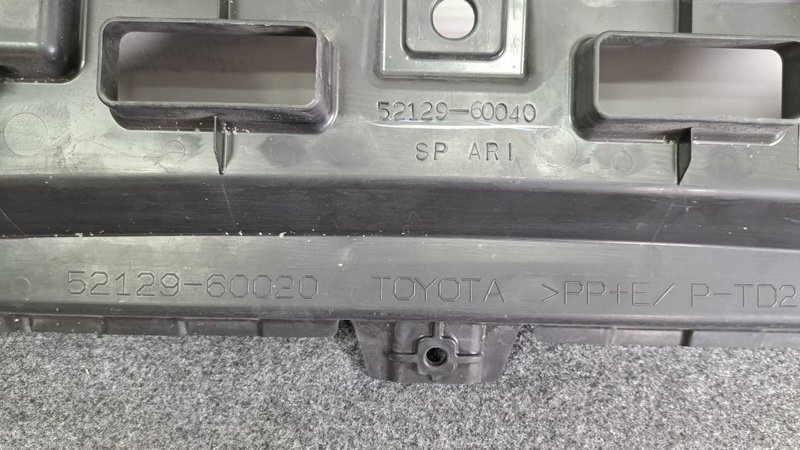 52129-60040
SP ARI
52129-60020 TOYOTA >PP+E/P-TD2